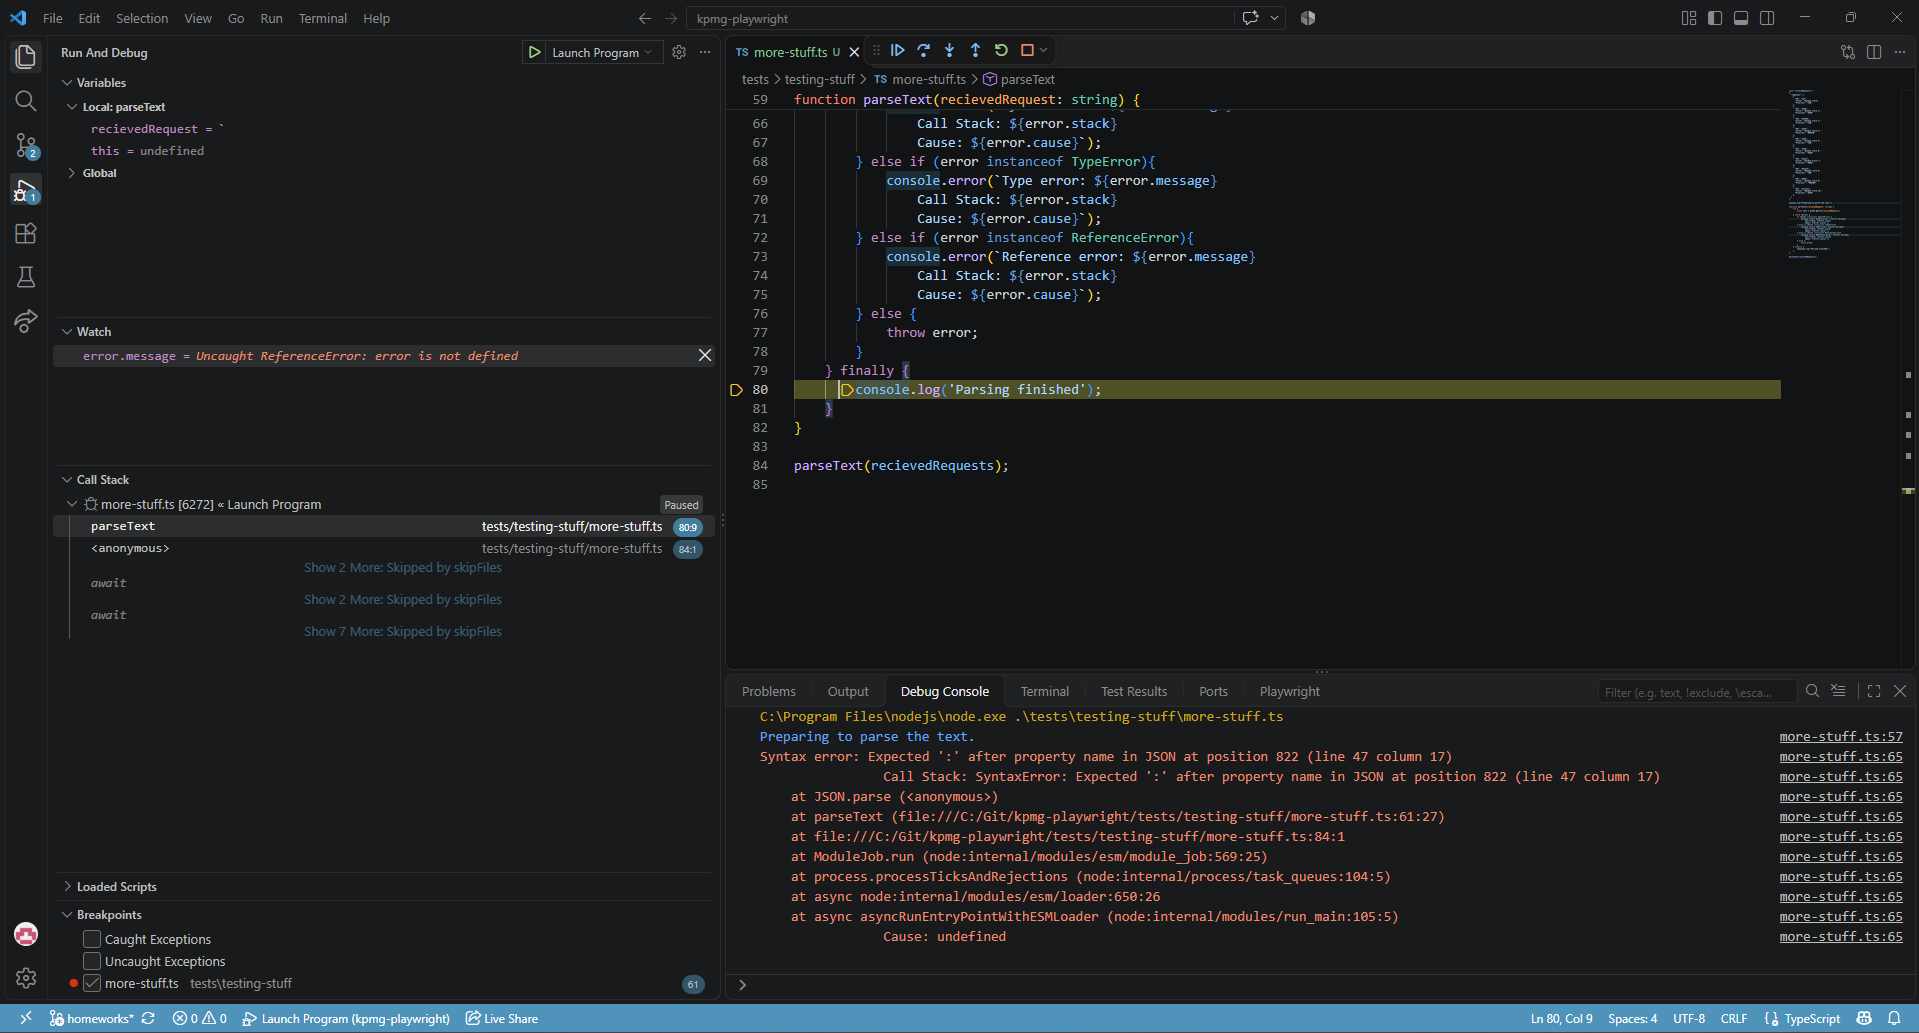 File Edit Selection View Go Run Terminal Help
kpmg-playwright
Run And Debug
Launch Program
Variables
Local: parseText
recievedRequest = `
this = undefined
Global
Watch
error.message = Uncaught ReferenceError: error is not defined
Call Stack
more-stuff.ts [6272] « Launch Program Paused
parseText tests/testing-stuff/more-stuff.ts 80:9
<anonymous> tests/testing-stuff/more-stuff.ts 84:1
Show 2 More: Skipped by skipFiles
await
Show 2 More: Skipped by skipFiles
await
Show 7 More: Skipped by skipFiles
Loaded Scripts
Breakpoints
Caught Exceptions
Uncaught Exceptions
more-stuff.ts tests\testing-stuff 61
2
1
TS more-stuff.ts U
tests > testing-stuff > TS more-stuff.ts > parseText
59 function parseText(recievedRequest: string) {
66 Call Stack: ${error.stack}
67 Cause: ${error.cause}`);
68 } else if (error instanceof TypeError){
69 console.error(`Type error: ${error.message}
70 Call Stack: ${error.stack}
71 Cause: ${error.cause}`);
72 } else if (error instanceof ReferenceError){
73 console.error(`Reference error: ${error.message}
74 Call Stack: ${error.stack}
75 Cause: ${error.cause}`);
76 } else {
77 throw error;
78 }
79 } finally {
80 console.log('Parsing finished');
81 }
82 }
83
84 parseText(recievedRequests);
85
Problems Output Debug Console Terminal Test Results Ports Playwright
Filter (e.g. text, !exclude, \esca...
C:\Program Files\nodejs\node.exe .\tests\testing-stuff\more-stuff.ts
Preparing to parse the text. more-stuff.ts:57
Syntax error: Expected ':' after property name in JSON at position 822 (line 47 column 17) more-stuff.ts:65
Call Stack: SyntaxError: Expected ':' after property name in JSON at position 822 (line 47 column 17) more-stuff.ts:65
at JSON.parse (<anonymous>) more-stuff.ts:65
at parseText (file:///C:/Git/kpmg-playwright/tests/testing-stuff/more-stuff.ts:61:27) more-stuff.ts:65
at file:///C:/Git/kpmg-playwright/tests/testing-stuff/more-stuff.ts:84:1 more-stuff.ts:65
at ModuleJob.run (node:internal/modules/esm/module_job:569:25) more-stuff.ts:65
at process.processTicksAndRejections (node:internal/process/task_queues:104:5) more-stuff.ts:65
at async node:internal/modules/esm/loader:650:26 more-stuff.ts:65
at async asyncRunEntryPointWithESMLoader (node:internal/modules/run_main:105:5) more-stuff.ts:65
Cause: undefined more-stuff.ts:65
>
homeworks* 0 0 Launch Program (kpmg-playwright) Live Share Ln 80, Col 9 Spaces: 4 UTF-8 CRLF {} TypeScript